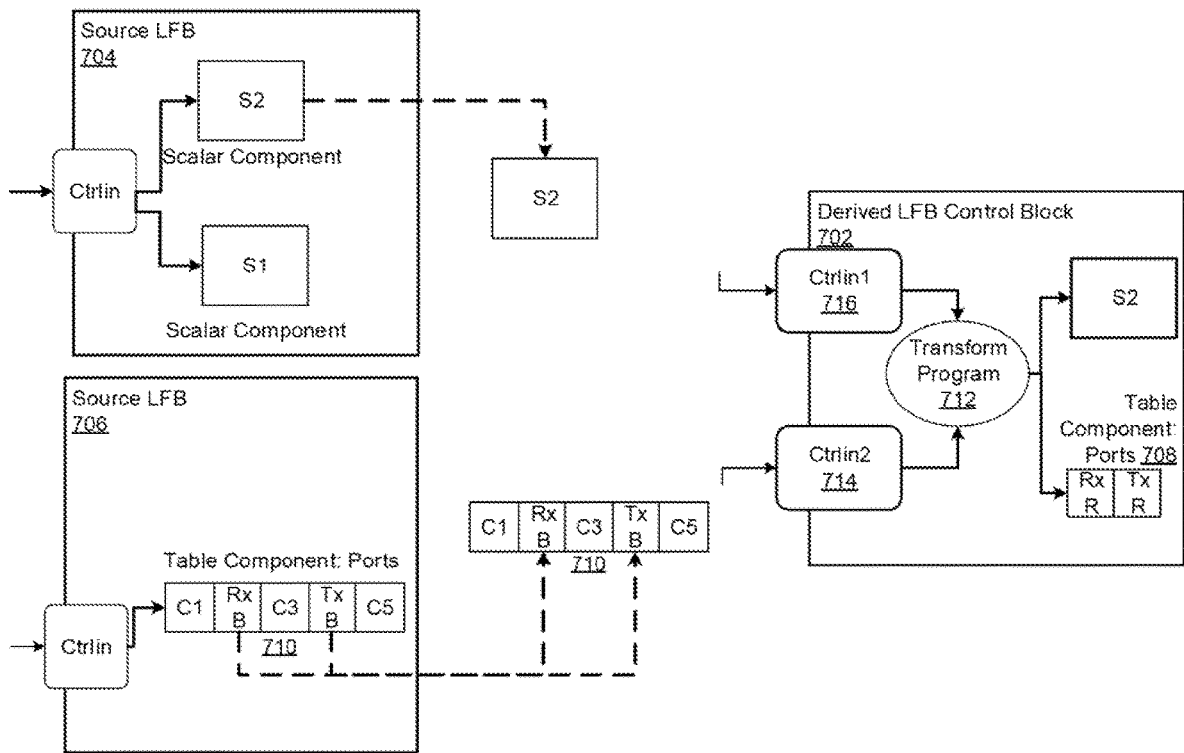 Source LFB
704
S2
Scalar Component
Ctrlin
S1
Scalar Component
S2
Source LFB
706
Table Component: Ports
C1
Rx
B
C3
Tx
B
C5
710
Ctrlin
C1
Rx
B
C3
Tx
B
C5
710
Derived LFB Control Block
702
Ctrlin1
716
S2
Transform
Program
712
Table
Component:
Ports 708
Ctrlin2
714
Rx
R
Tx
R